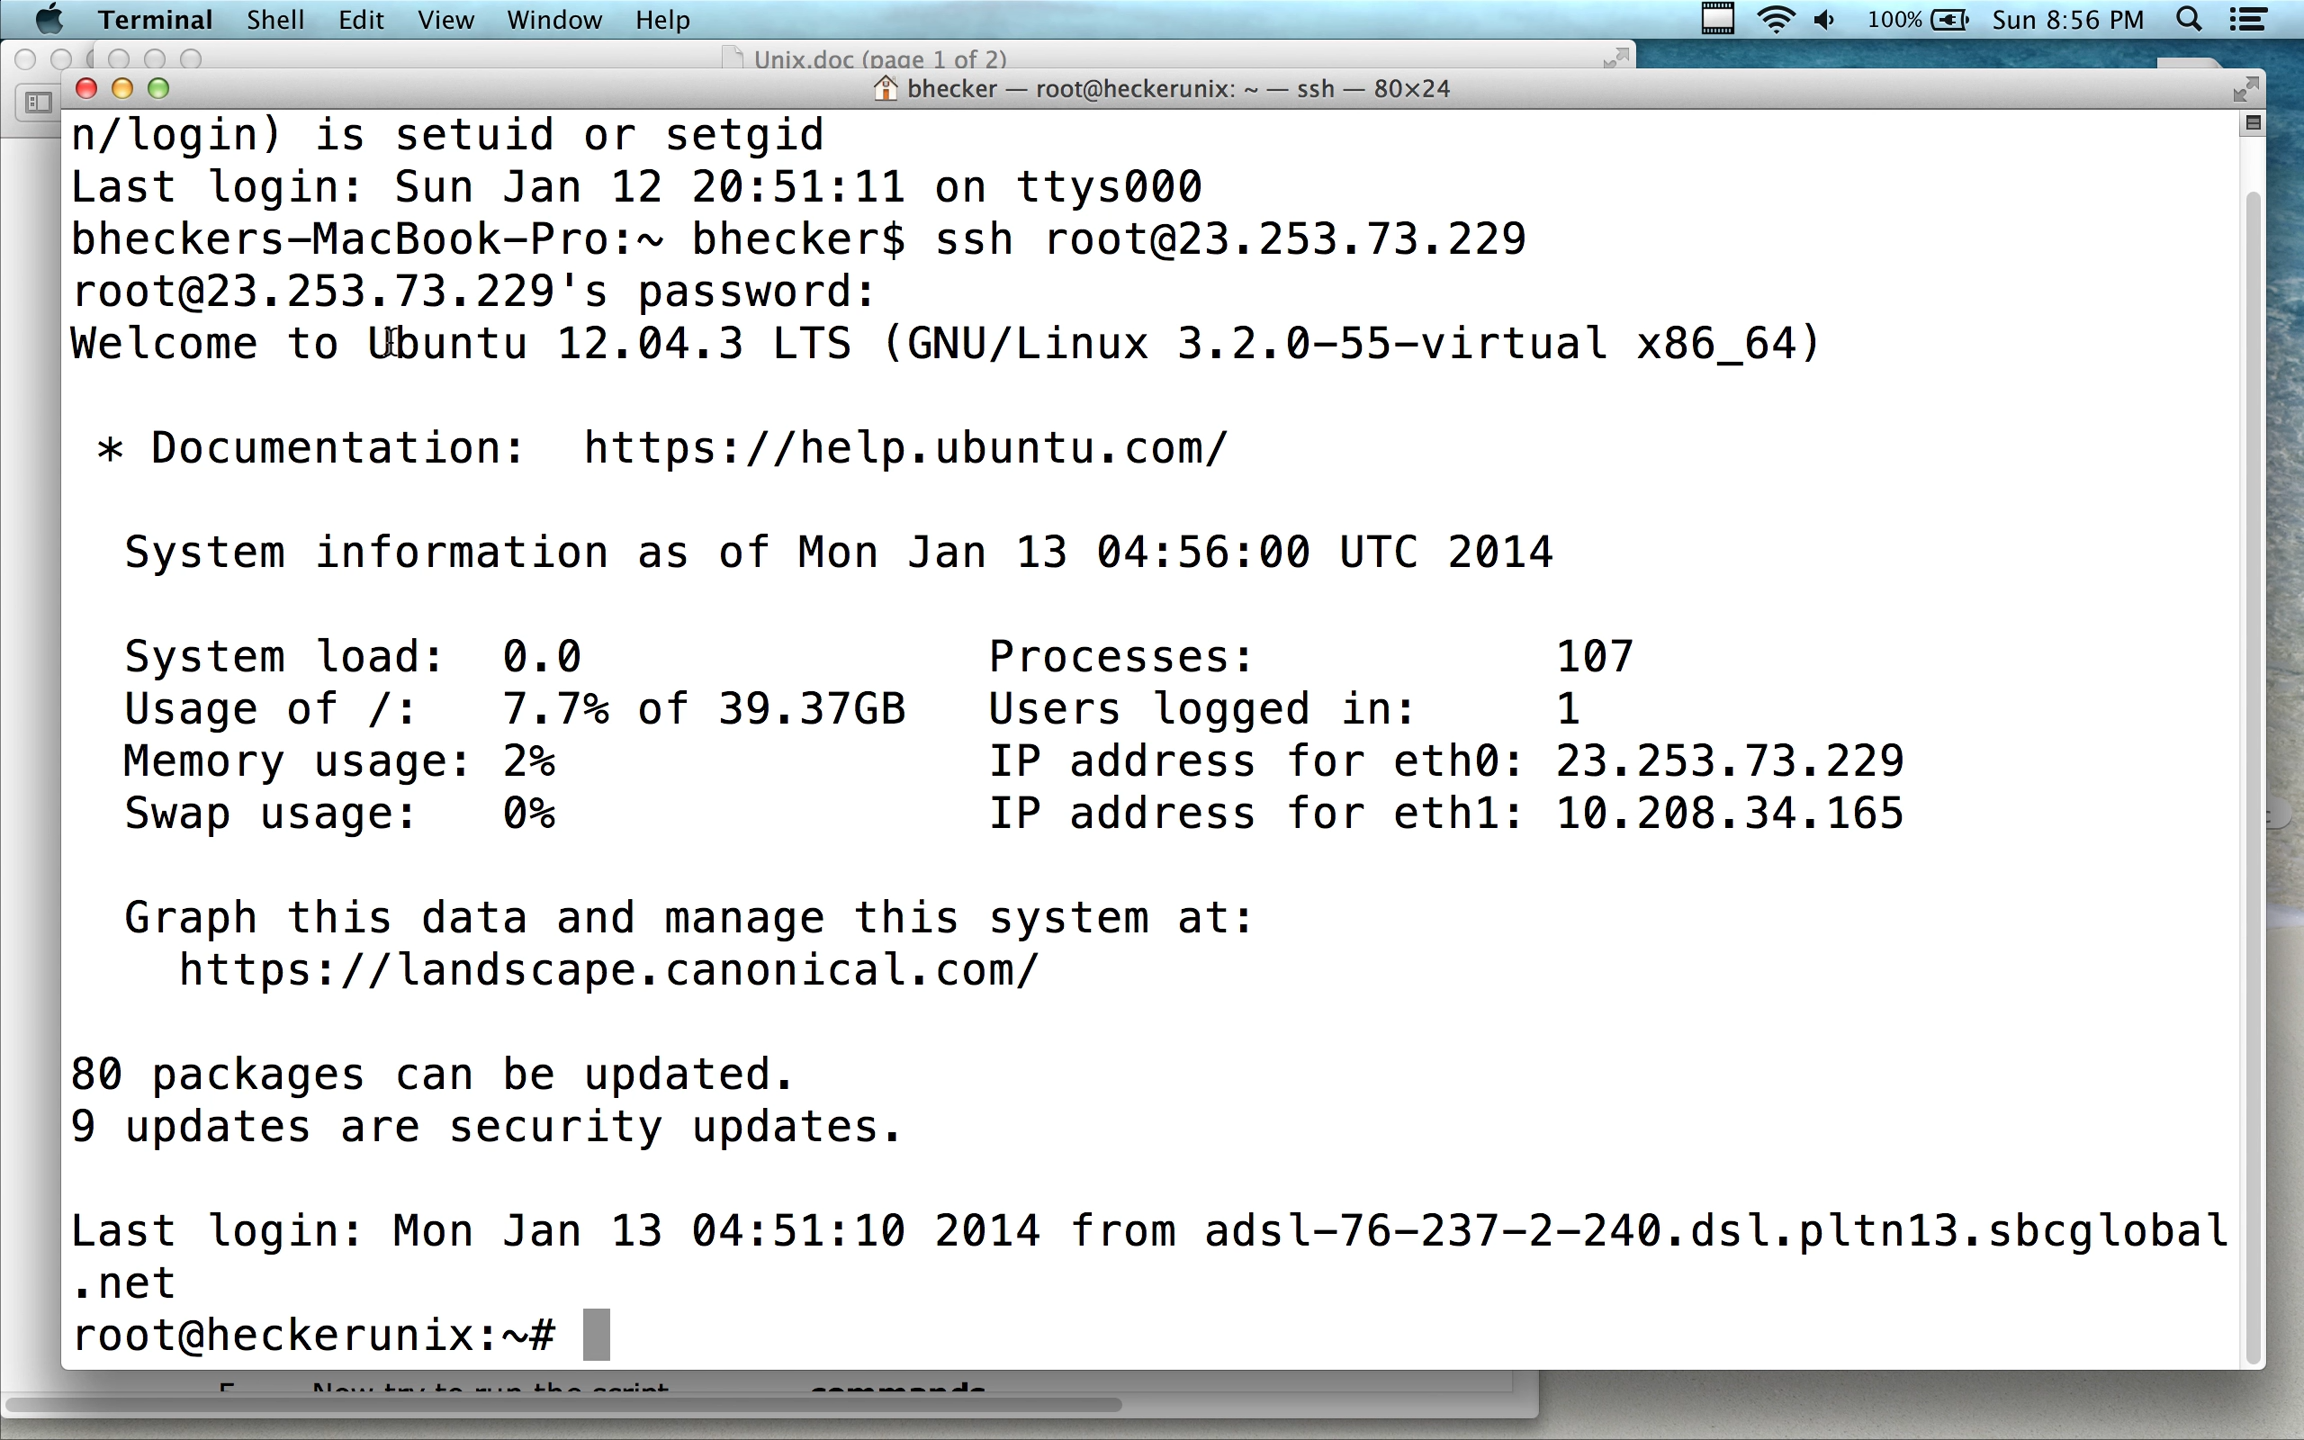 Terminal Shell Edit View Window Help 100% Sun 8:56 PM
Unix.doc (page 1 of 2)
bhecker — root@heckerunix: ~ — ssh — 80×24
n/login) is setuid or setgid
Last login: Sun Jan 12 20:51:11 on ttys000
bheckers-MacBook-Pro:~ bhecker$ ssh root@23.253.73.229
root@23.253.73.229's password:
Welcome to Ubuntu 12.04.3 LTS (GNU/Linux 3.2.0-55-virtual x86_64)
* Documentation: https://help.ubuntu.com/
System information as of Mon Jan 13 04:56:00 UTC 2014
System load: 0.0 Processes: 107
Usage of /: 7.7% of 39.37GB Users logged in: 1
Memory usage: 2% IP address for eth0: 23.253.73.229
Swap usage: 0% IP address for eth1: 10.208.34.165
Graph this data and manage this system at:
https://landscape.canonical.com/
80 packages can be updated.
9 updates are security updates.
Last login: Mon Jan 13 04:51:10 2014 from adsl-76-237-2-240.dsl.pltn13.sbcglobal
.net
root@heckerunix:~#
Now try to run the script commands